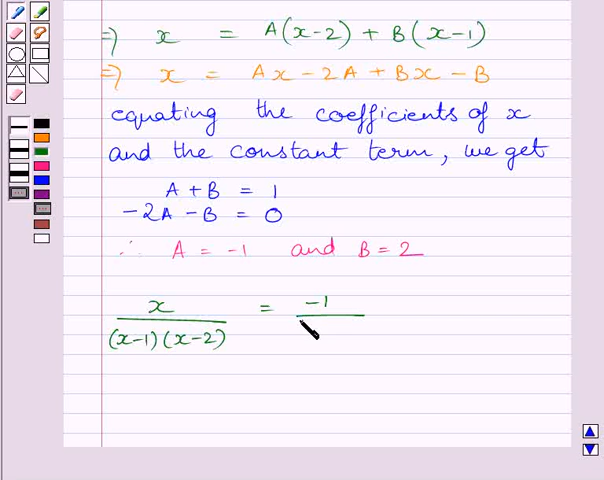 ⇒ x = A(x-2) + B(x-1)
⇒ x = Ax - 2A + Bx - B
equating the coefficients of x
and the constant term, we get
A + B = 1
-2A - B = 0
∴ A = -1 and B = 2
x = -1
(x-1)(x-2)